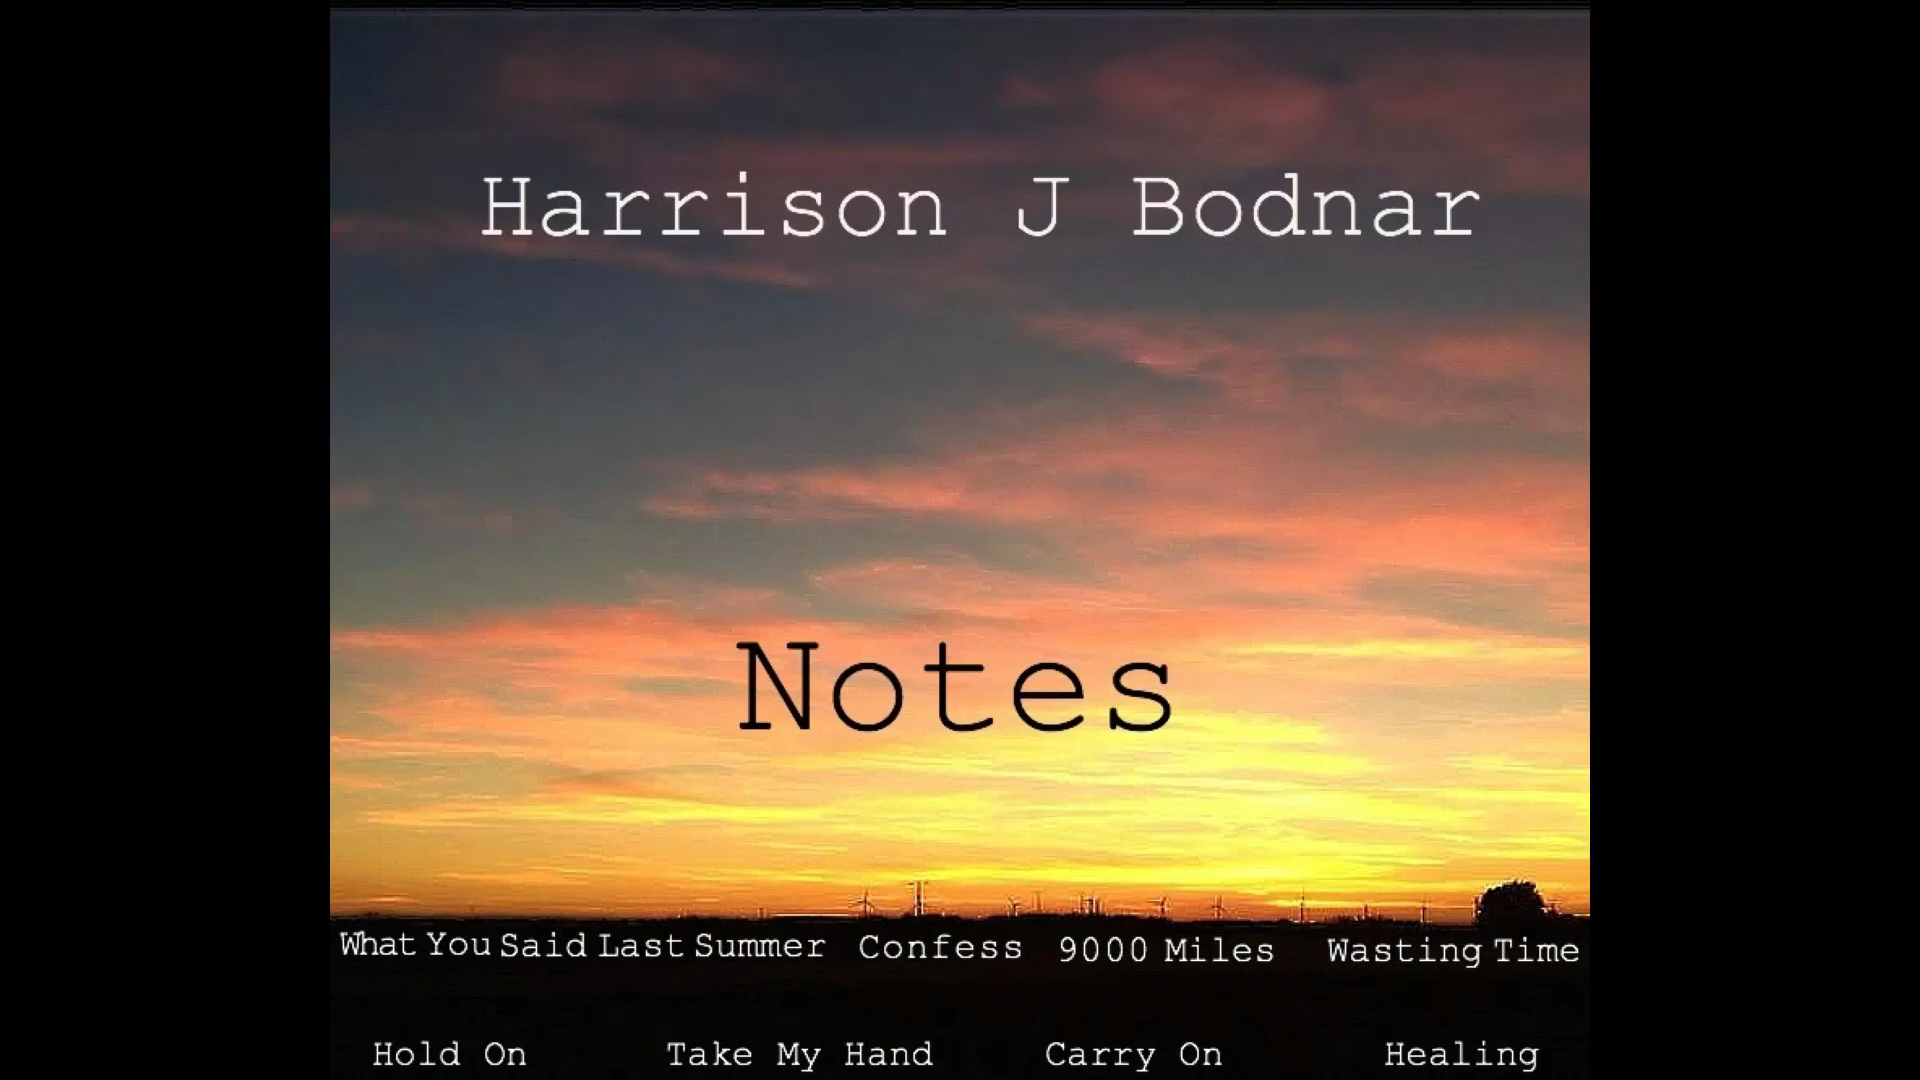 Harrison J Bodnar
Notes
What You Said Last Summer Confess 9000 Miles Wasting Time
Hold On Take My Hand Carry On Healing